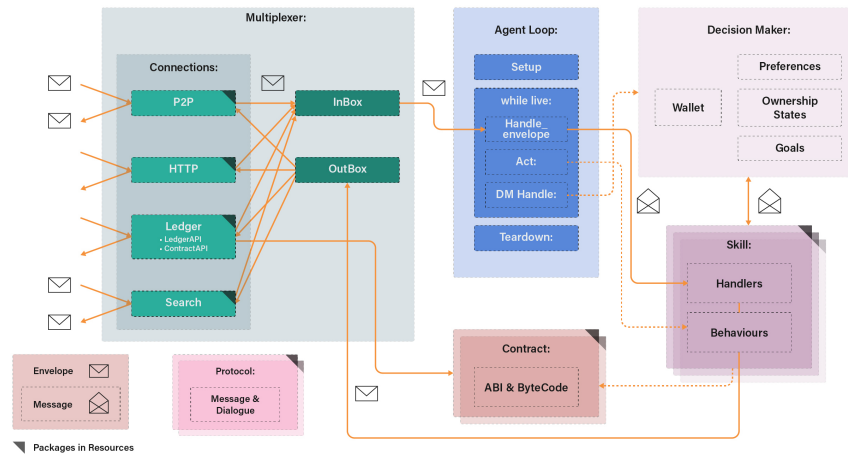 Multiplexer:
Connections:
P2P
HTTP
Ledger
• LedgerAPI
• ContractAPI
Search
InBox
OutBox
Agent Loop:
Setup
while live:
Handle_
envelope
Act:
DM Handle:
Teardown:
Decision Maker:
Wallet
Preferences
Ownership
States
Goals
Skill:
Handlers
Behaviours
Contract:
ABI & ByteCode
Envelope
Message
Protocol:
Message &
Dialogue
Packages in Resources